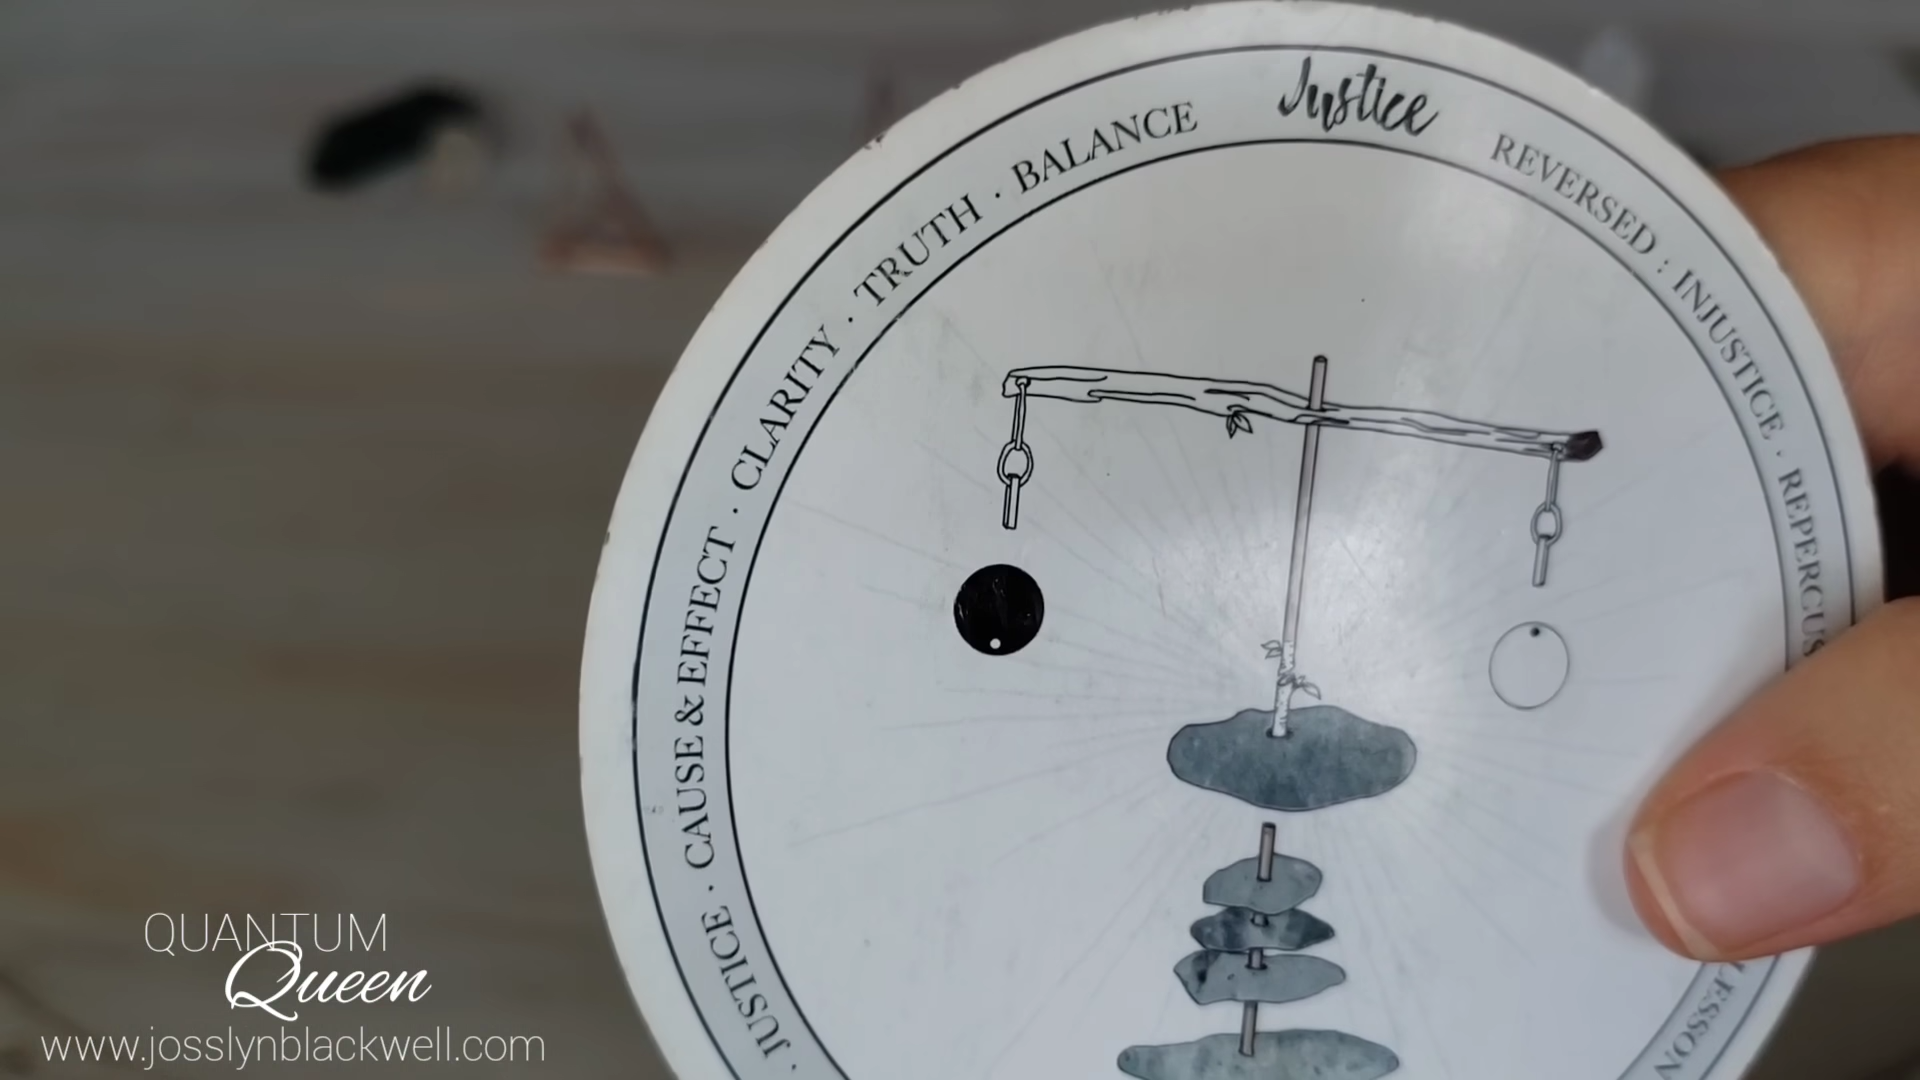 Justice
JUSTICE · CAUSE & EFFECT · CLARITY · TRUTH · BALANCE
REVERSED : INJUSTICE · REPERCUS
LESSON
QUANTUM
Queen
www.josslynblackwell.com